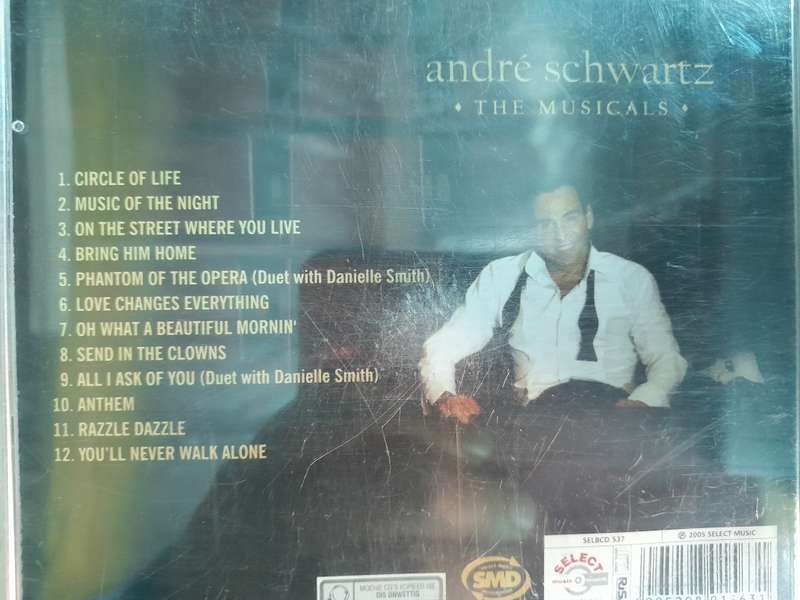 andré schwartz
♦ THE MUSICALS ♦
1. CIRCLE OF LIFE
2. MUSIC OF THE NIGHT
3. ON THE STREET WHERE YOU LIVE
4. BRING HIM HOME
5. PHANTOM OF THE OPERA (Duet with Danielle Smith)
6. LOVE CHANGES EVERYTHING
7. OH WHAT A BEAUTIFUL MORNIN'
8. SEND IN THE CLOWNS
9. ALL I ASK OF YOU (Duet with Danielle Smith)
10. ANTHEM
11. RAZZLE DAZZLE
12. YOU'LL NEVER WALK ALONE
SELBCD 537
℗ 2005 SELECT MUSIC
SELECT
music
SMD
DIS ONWETTIG